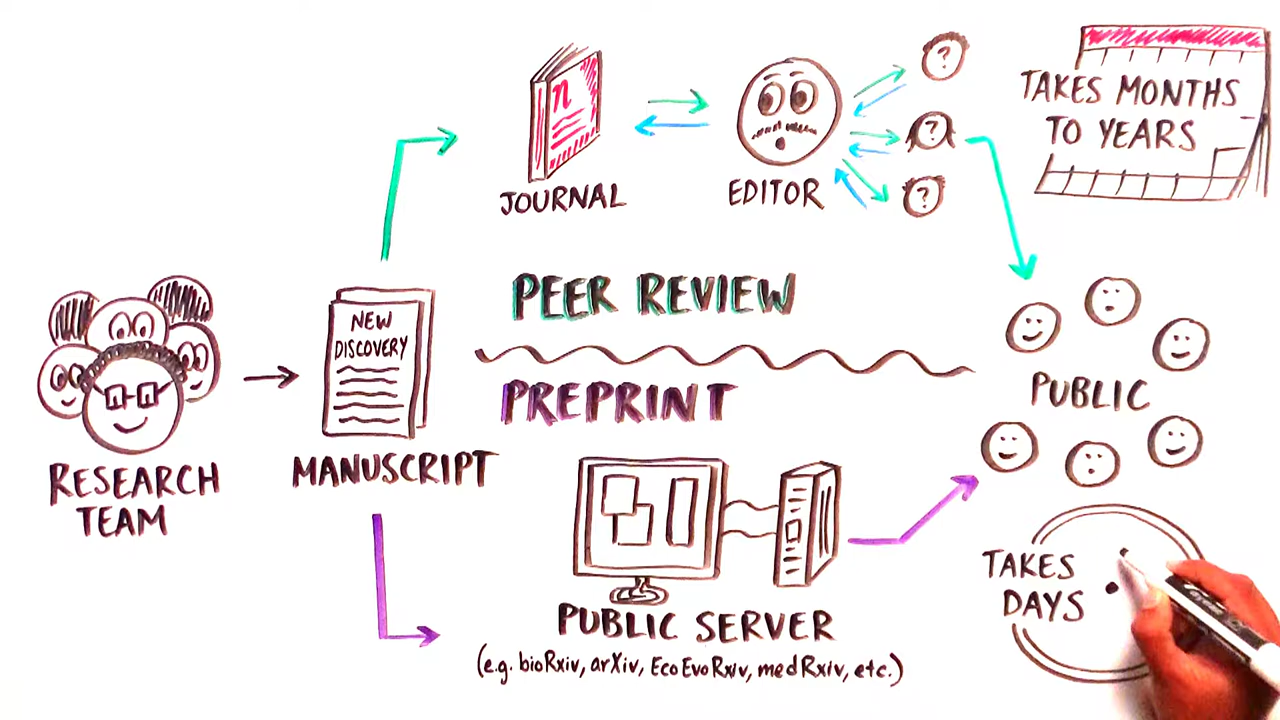 TAKES MONTHS
TO YEARS
n
JOURNAL
EDITOR
?
?
?
PEER REVIEW
NEW
DISCOVERY
PREPRINT
PUBLIC
RESEARCH
TEAM
MANUSCRIPT
TAKES
DAYS
PUBLIC SERVER
(e.g. bioRxiv, arXiv, EcoEvoRxiv, medRxiv, etc.)